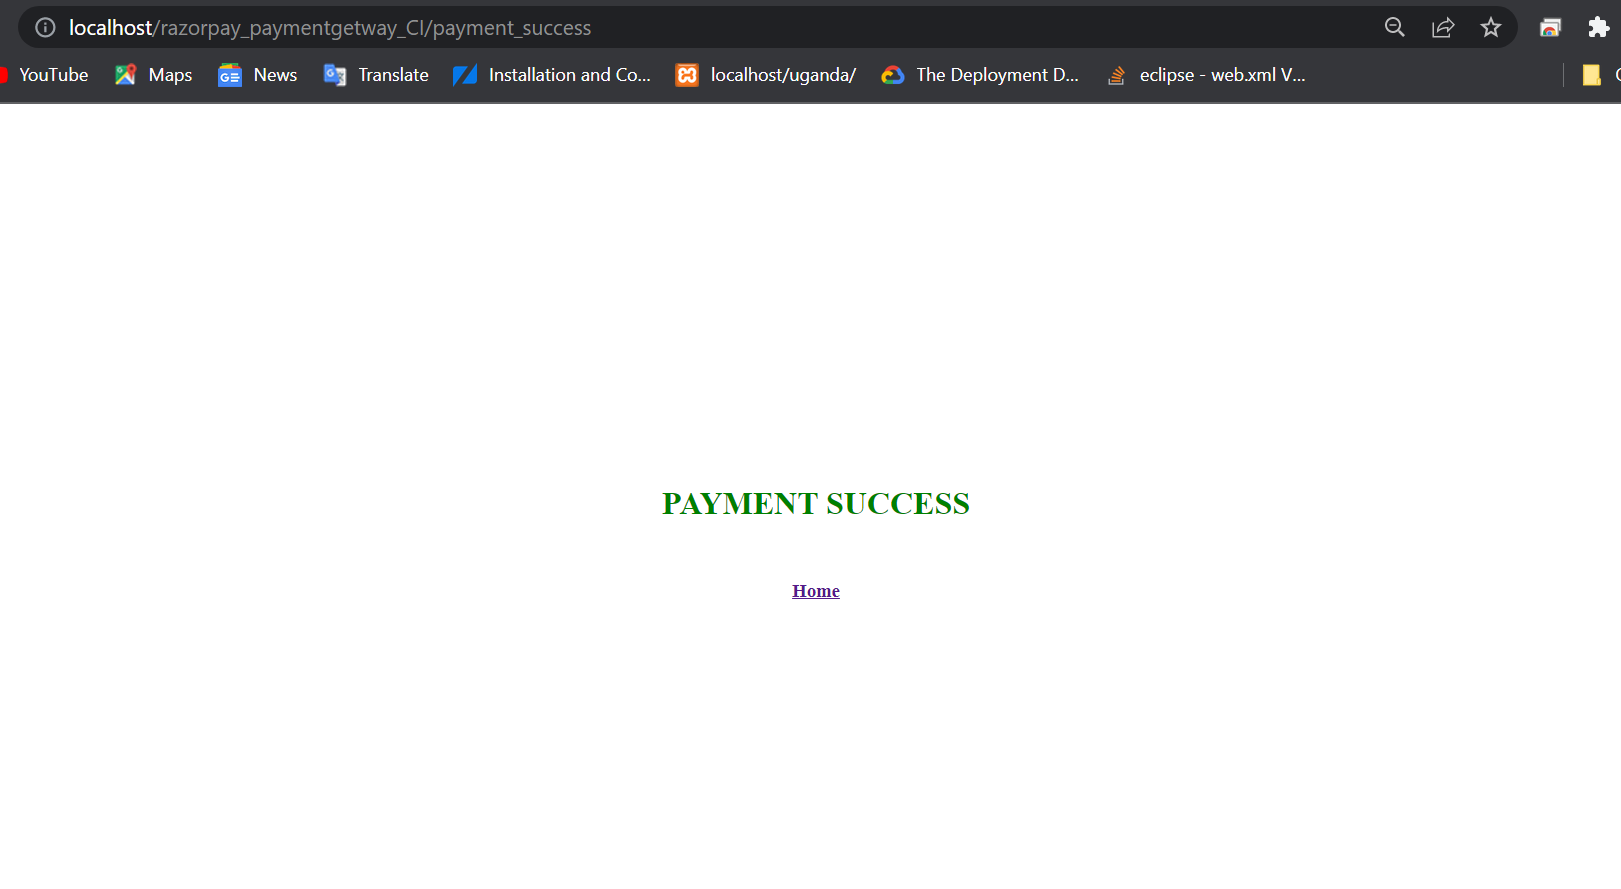 localhost/razorpay_paymentgetway_CI/payment_success
YouTube Maps News Translate Installation and Co... localhost/uganda/ The Deployment D... eclipse - web.xml V...
PAYMENT SUCCESS
Home